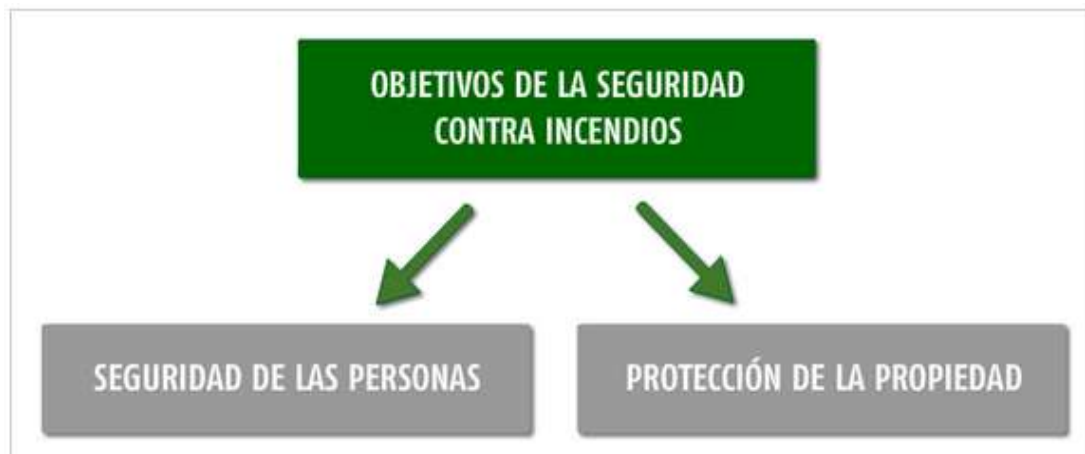 OBJETIVOS DE LA SEGURIDAD
CONTRA INCENDIOS
SEGURIDAD DE LAS PERSONAS
PROTECCIÓN DE LA PROPIEDAD